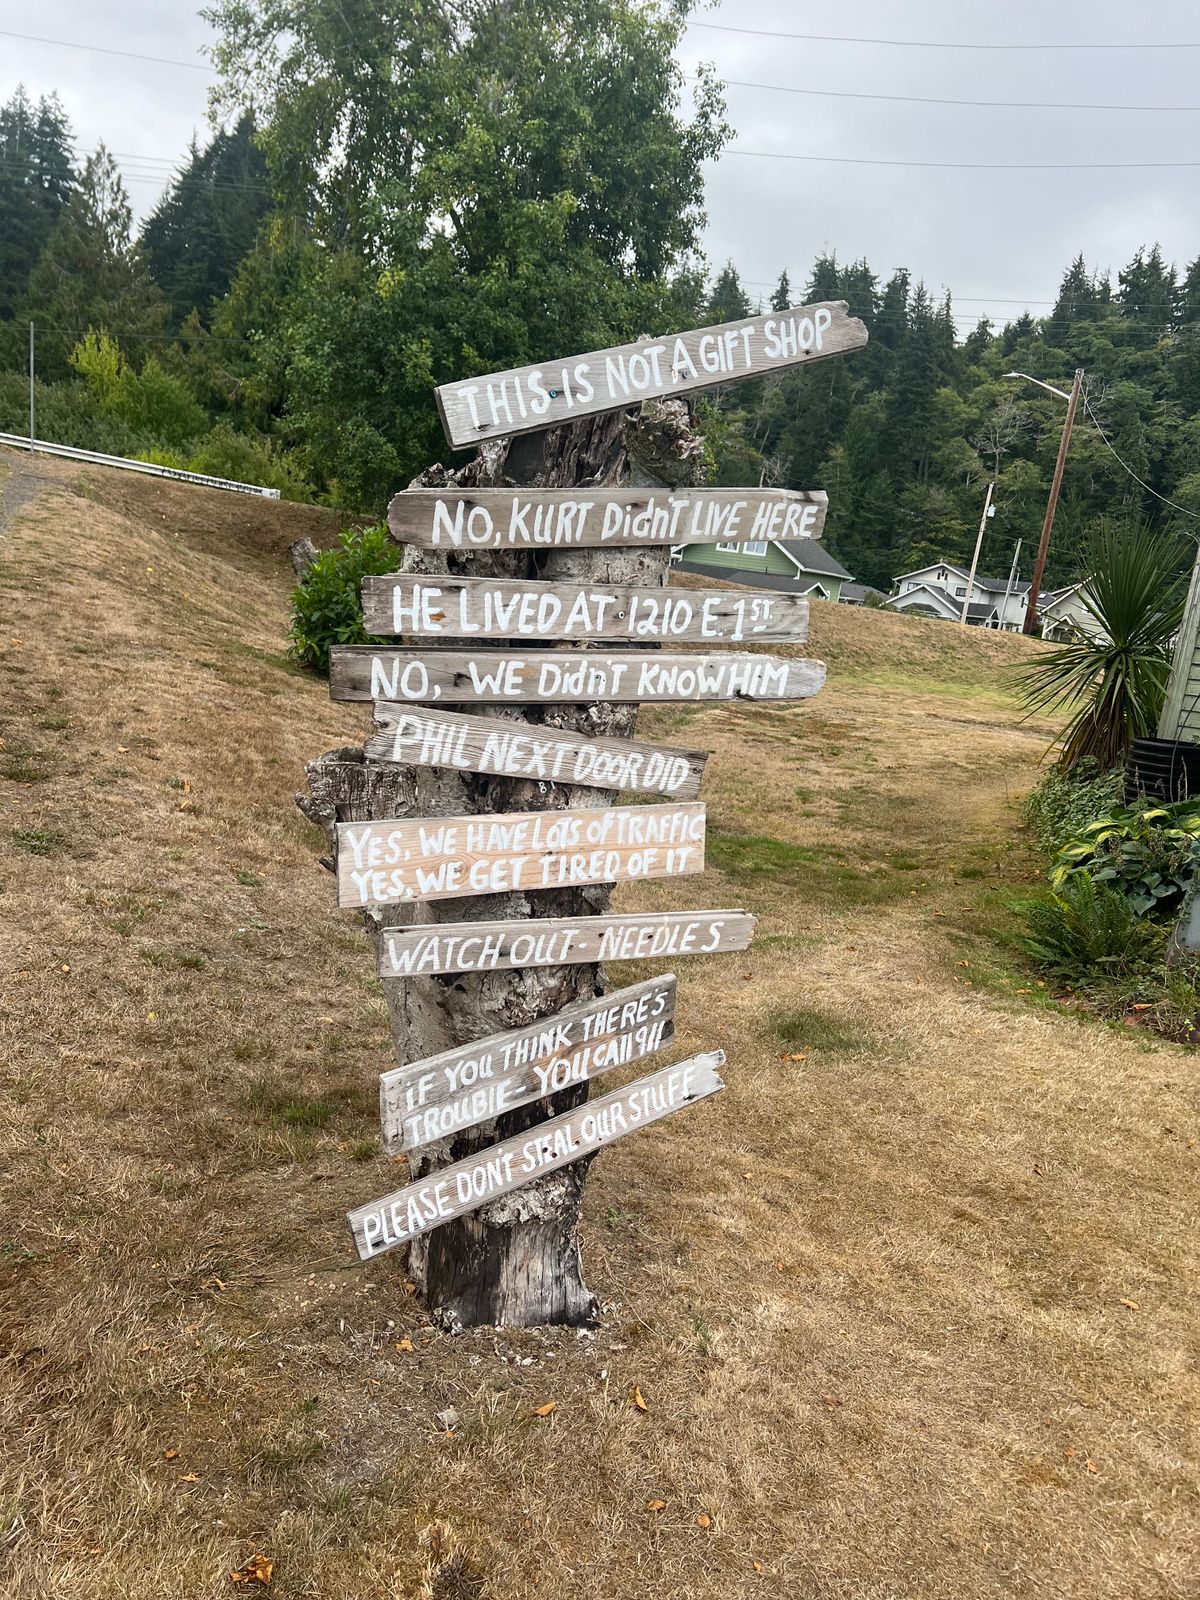 THIS IS NOT A GIFT SHOP
NO, KURT DidnT LIVE HERE
HE LIVED AT 1210 E. 1ST.
NO, WE Didn'T KNOW HIM
PHIL NEXT DOOR DID
81
YES, WE HAVE LOTS OF TRAFFIC
YES, WE GET TIRED OF IT
WATCH OUT - NEEDLES
iF YOU THINK THERE'S
TROUBlE - YOU CAll 911
PLEASE DON'T STEAL OUR STUFF